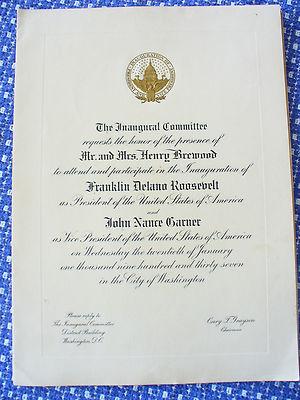 The Inaugural Committee
requests the honor of the presence of
Mr. and Mrs. Henry Brewood
to attend and participate in the Inauguration of
Franklin Delano Roosevelt
as President of the United States of America
and
John Nance Garner
as Vice President of the United States of America
on Wednesday the twentieth of January
one thousand nine hundred and thirty-seven
in the City of Washington
Please reply to
The Inaugural Committee
District Building
Washington, D.C.
Cary T. Grayson
Chairman